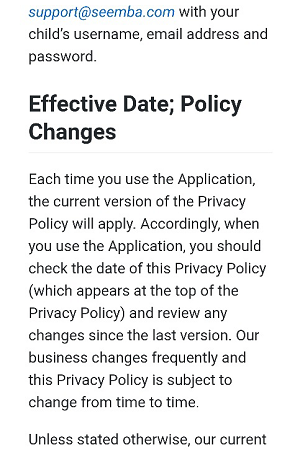 support@seemba.com with your
child's username, email address and
password.
Effective Date; Policy
Changes
Each time you use the Application,
the current version of the Privacy
Policy will apply. Accordingly, when
you use the Application, you should
check the date of this Privacy Policy
(which appears at the top of the
Privacy Policy) and review any
changes since the last version. Our
business changes frequently and
this Privacy Policy is subject to
change from time to time.
Unless stated otherwise, our current